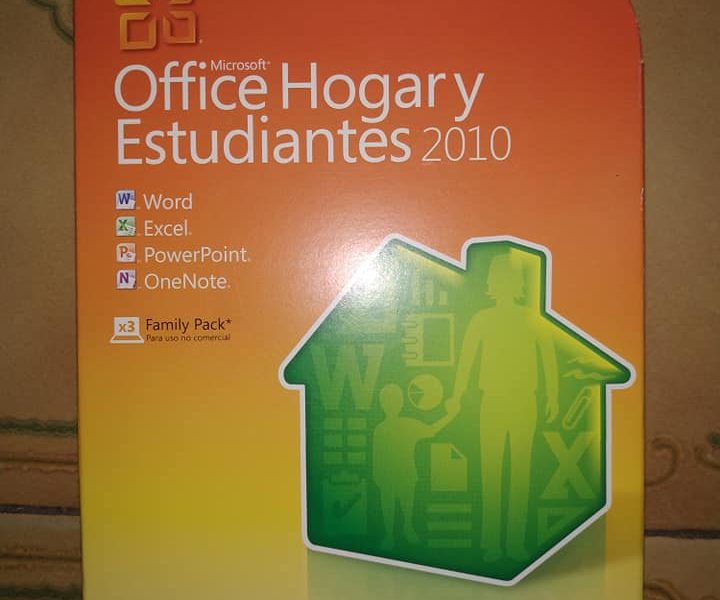 Microsoft®
Office Hogar y
Estudiantes 2010
Word
Excel®
PowerPoint®
OneNote®
x3 Family Pack*
Para uso no comercial
W
X